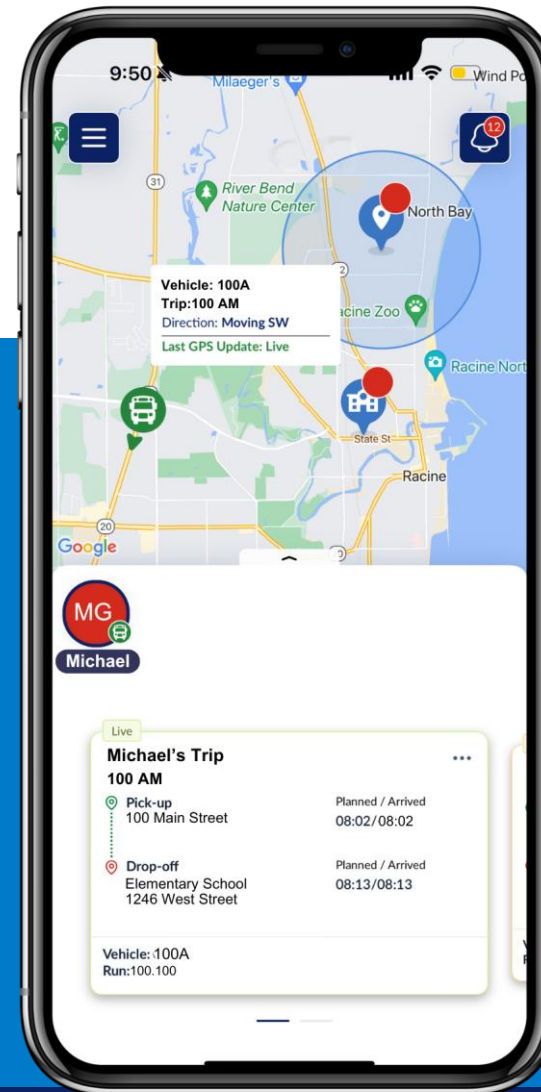 9:50
Milaeger's
Wind Po
12
31
River Bend
Nature Center
North Bay
Vehicle: 100A
Trip:100 AM
Direction: Moving SW
Last GPS Update: Live
acine Zoo
Racine Nort
State St
Racine
20
Google
MG
Michael
Live
Michael's Trip
100 AM
Pick-up
Planned / Arrived
100 Main Street
08:02/08:02
Drop-off
Planned / Arrived
Elementary School
08:13/08:13
1246 West Street
Vehicle: 100A
Run:100.100